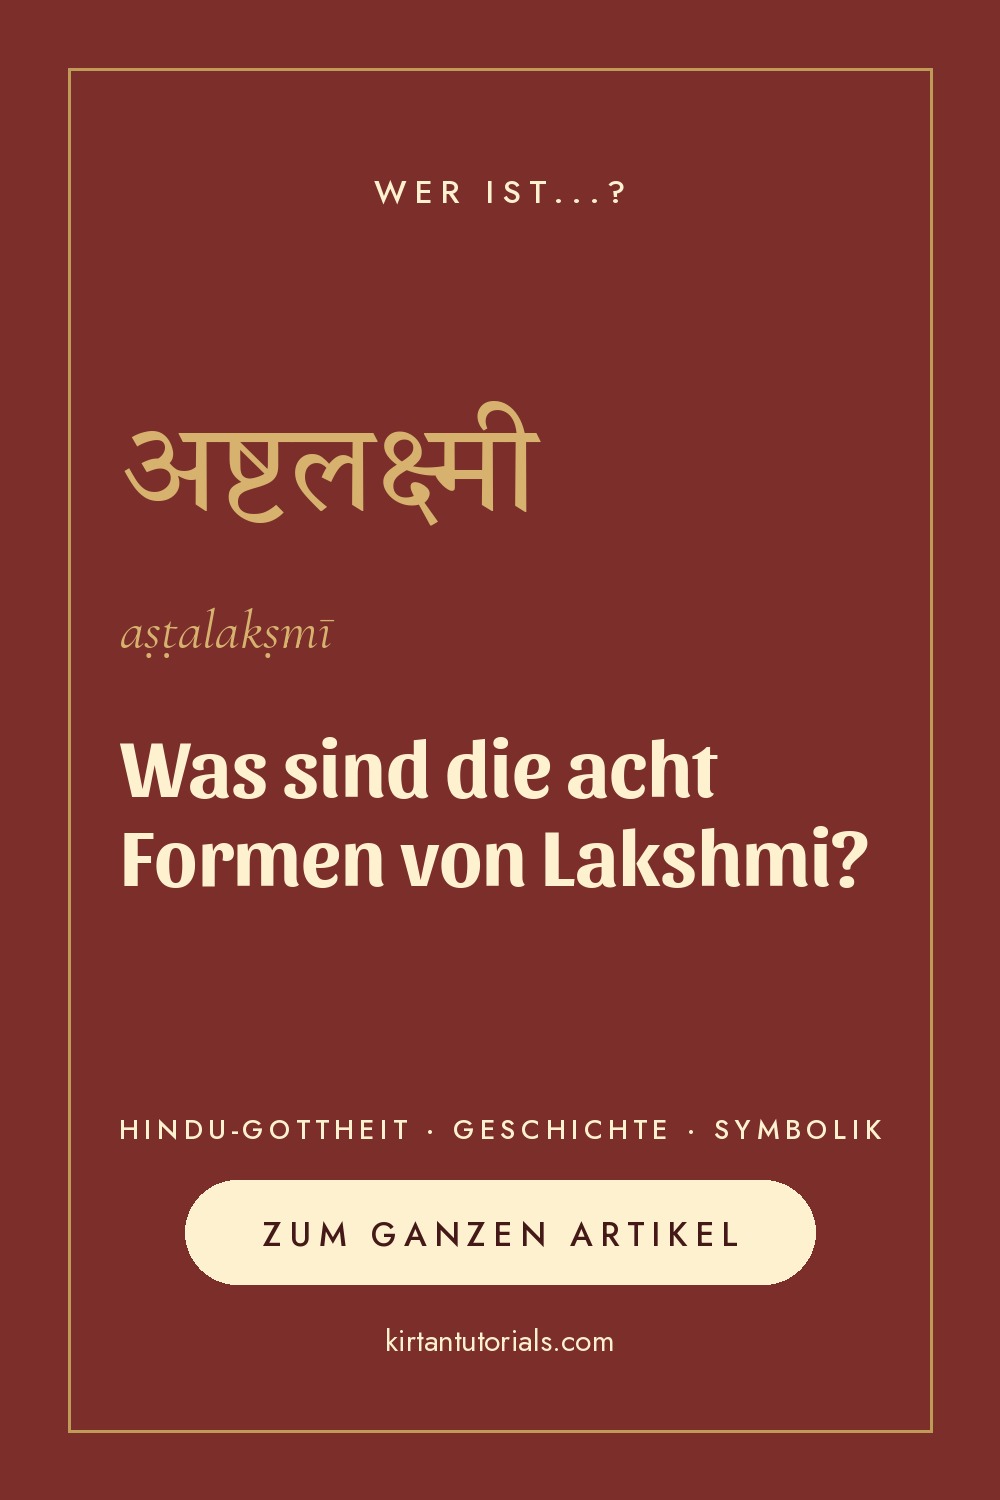 WER IST...?
अष्टलक्ष्मी
aṣṭalakṣmī
Was sind die acht
Formen von Lakshmi?
HINDU-GOTTHEIT · GESCHICHTE · SYMBOLIK
ZUM GANZEN ARTIKEL
kirtantutorials.com